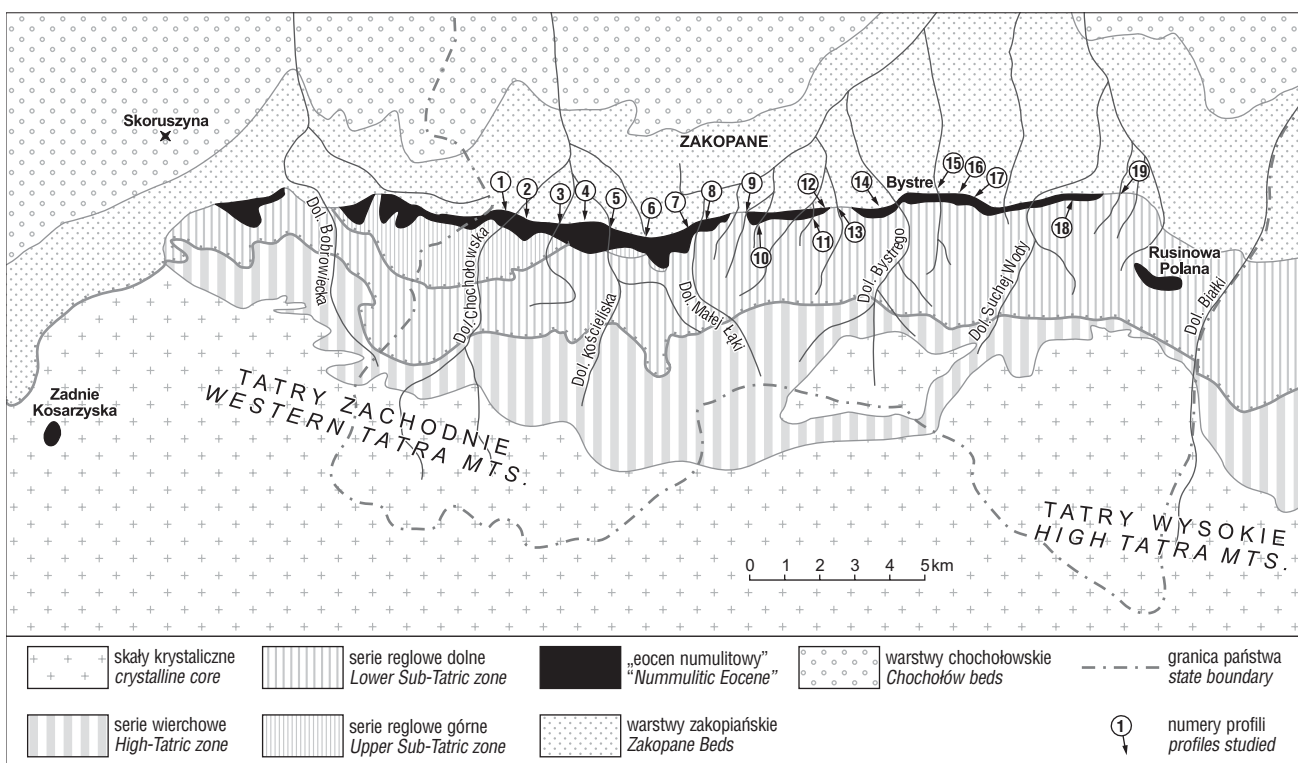 Skoruszyna
ZAKOPANE
Bystre
15
16
17
1
2
3
4
5
6
7
8
9
12
14
19
10
11
13
18
Rusinowa
Polana
Dol. Bobrowiecka
Dol. Chochołowska
Dol. Kościeliska
Dol. Małej Łąki
Dol. Bystrego
Dol. Suchej Wody
Dol. Białki
Zadnie
Kosarzyska
TATRY ZACHODNIE
WESTERN TATRA MTS.
TATRY WYSOKIE
HIGH TATRA MTS.
0 1 2 3 4 5 km
skały krystaliczne
crystalline core
serie reglowe dolne
Lower Sub-Tatric zone
„eocen numulitowy”
“Nummulitic Eocene”
warstwy chochołowskie
Chochołów beds
granica państwa
state boundary
serie wierchowe
High-Tatric zone
serie reglowe górne
Upper Sub-Tatric zone
warstwy zakopiańskie
Zakopane Beds
1
numery profili
profiles studied